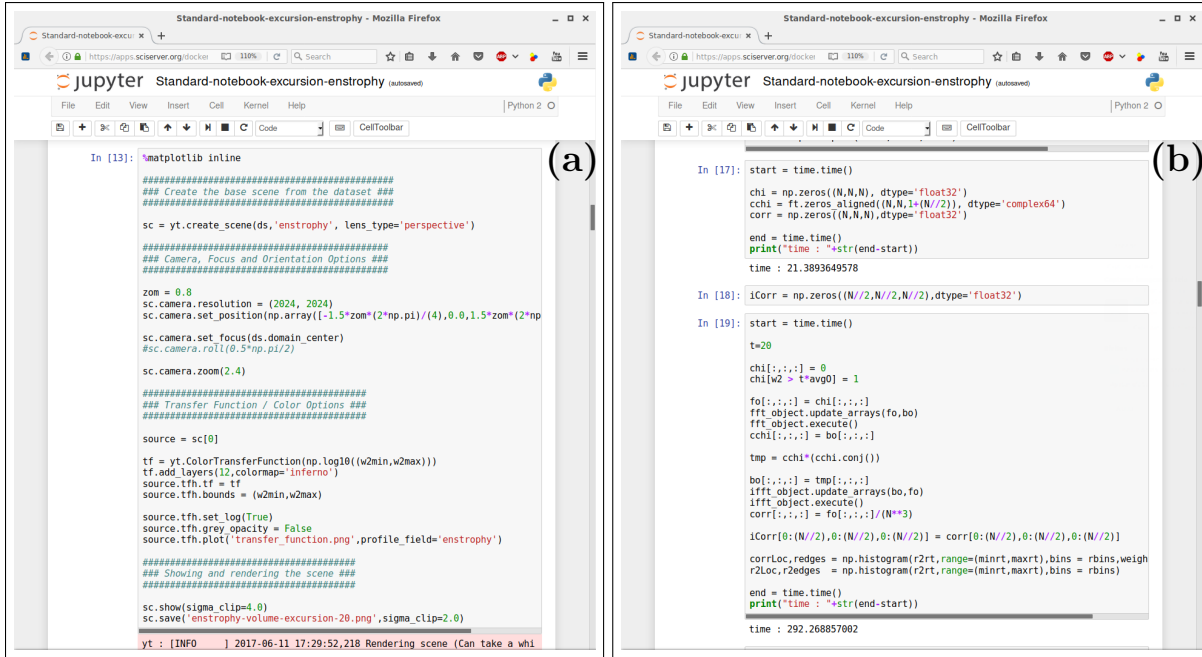 Standard-notebook-excursion-enstrophy - Mozilla Firefox
Standard-notebook-excu
https://apps.sciserver.org/docke
110%
Search
jupyter Standard-notebook-excursion-enstrophy (autosaved)
File Edit View Insert Cell Kernel Help Python 2
Code CellToolbar
(a)
In [13]: %matplotlib inline
#############################################
### Create the base scene from the dataset ###
#############################################
sc = yt.create_scene(ds,'enstrophy', lens_type='perspective')
############################################
### Camera, Focus and Orientation Options ###
############################################
zom = 0.8
sc.camera.resolution = (2024, 2024)
sc.camera.set_position(np.array([-1.5*zom*(2*np.pi)/(4),0.0,1.5*zom*(2*np
sc.camera.set_focus(ds.domain_center)
#sc.camera.roll(0.5*np.pi/2)
sc.camera.zoom(2.4)
########################################
### Transfer Function / Color Options ###
########################################
source = sc[0]
tf = yt.ColorTransferFunction(np.log10((w2min,w2max)))
tf.add_layers(12,colormap='inferno')
source.tfh.tf = tf
source.tfh.bounds = (w2min,w2max)
source.tfh.set_log(True)
source.tfh.grey_opacity = False
source.tfh.plot('transfer_function.png',profile_field='enstrophy')
######################################
### Showing and rendering the scene ###
######################################
sc.show(sigma_clip=4.0)
sc.save('enstrophy-volume-excursion-20.png',sigma_clip=2.0)
yt : [INFO     ] 2017-06-11 17:29:52,218 Rendering scene (Can take a whi
Standard-notebook-excursion-enstrophy - Mozilla Firefox
Standard-notebook-excu
https://apps.sciserver.org/docke
110%
Search
jupyter Standard-notebook-excursion-enstrophy (autosaved)
File Edit View Insert Cell Kernel Help Python 2
Code CellToolbar
(b)
In [17]: start = time.time()
chi = np.zeros((N,N,N), dtype='float32')
cchi = ft.zeros_aligned((N,N,1+(N//2)), dtype='complex64')
corr = np.zeros((N,N,N),dtype='float32')
end = time.time()
print("time : "+str(end-start))
time : 21.3893649578
In [18]: iCorr = np.zeros((N//2,N//2,N//2),dtype='float32')
In [19]: start = time.time()
t=20
chi[:,:,:] = 0
chi[w2 > t*avgO] = 1
fo[:,:,:] = chi[:,:,:]
fft_object.update_arrays(fo,bo)
fft_object.execute()
cchi[:,:,:] = bo[:,:,:]
tmp = cchi*(cchi.conj())
bo[:,:,:] = tmp[:,:,:]
ifft_object.update_arrays(bo,fo)
ifft_object.execute()
corr[:,:,:] = fo[:,:,:]/(N**3)
iCorr[0:(N//2),0:(N//2),0:(N//2)] = corr[0:(N//2),0:(N//2),0:(N//2)]
corrLoc,redges = np.histogram(r2rt,range=(minrt,maxrt),bins = rbins,weigh
r2Loc,r2edges  = np.histogram(r2rt,range=(minrt,maxrt),bins = rbins)
end = time.time()
print("time : "+str(end-start))
time : 292.268857002